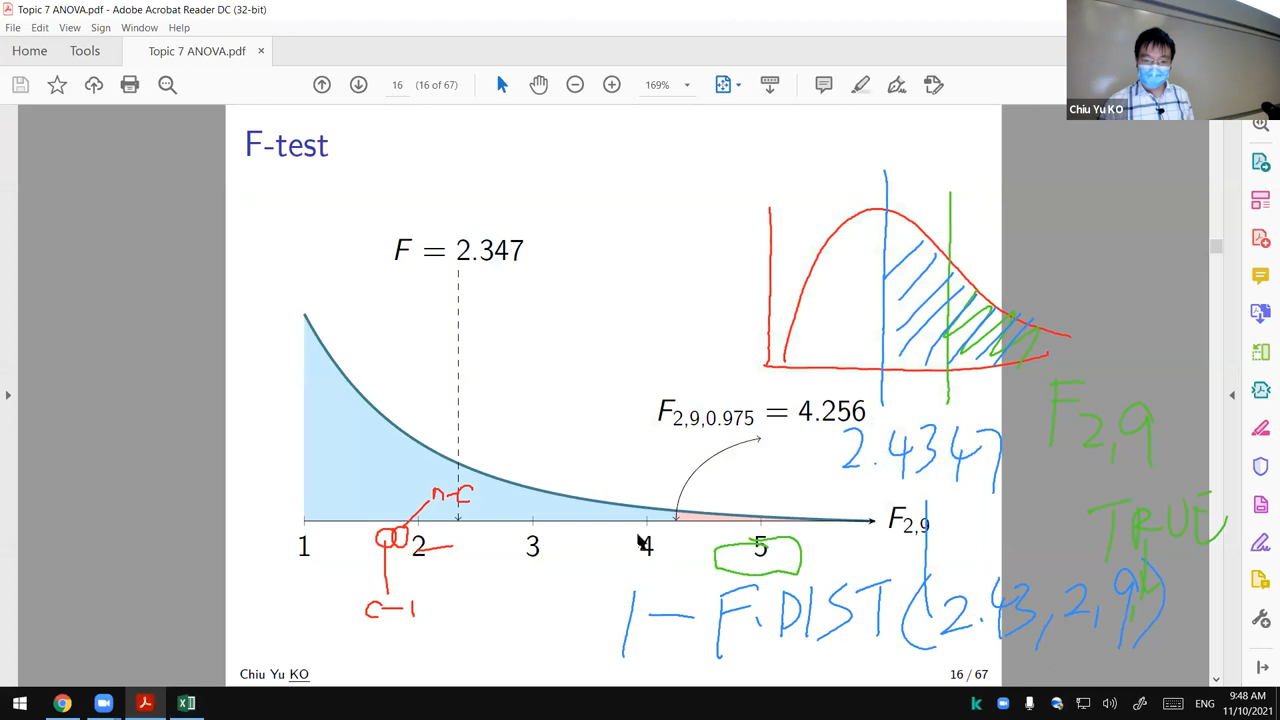 Topic 7 ANOVA.pdf - Adobe Acrobat Reader DC (32-bit)
File Edit View Sign Window Help
Home Tools Topic 7 ANOVA.pdf ×
16 (16 of 67) 169%
Chiu Yu KO
F-test
F = 2.347
F2,9,0.975 = 4.256
2.4347
F2,9
n-C
F2,9
TRUE
1 2 3 4 5
C-1
1 - F.DIST(2.43, 2, 9, )
Chiu Yu KO 16 / 67
ENG
9:48 AM
11/10/2021